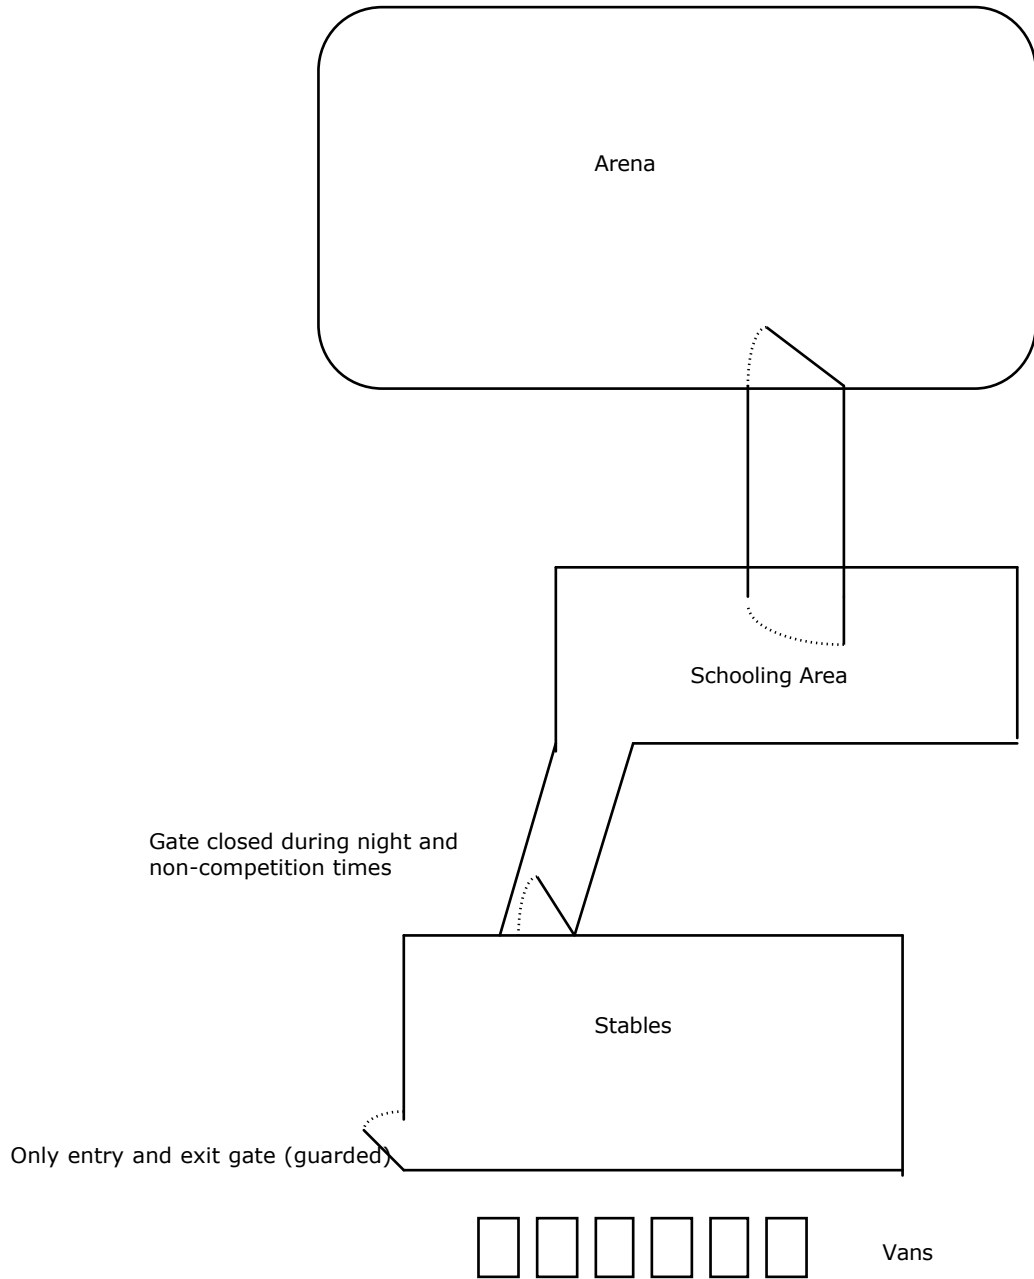 Arena
Schooling Area
Gate closed during night and
non-competition times
Stables
Only entry and exit gate (guarded)
Vans